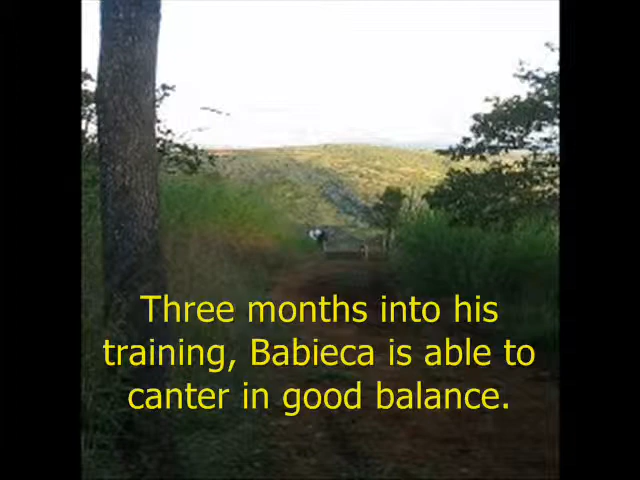 Three months into his
training, Babieca is able to
canter in good balance.